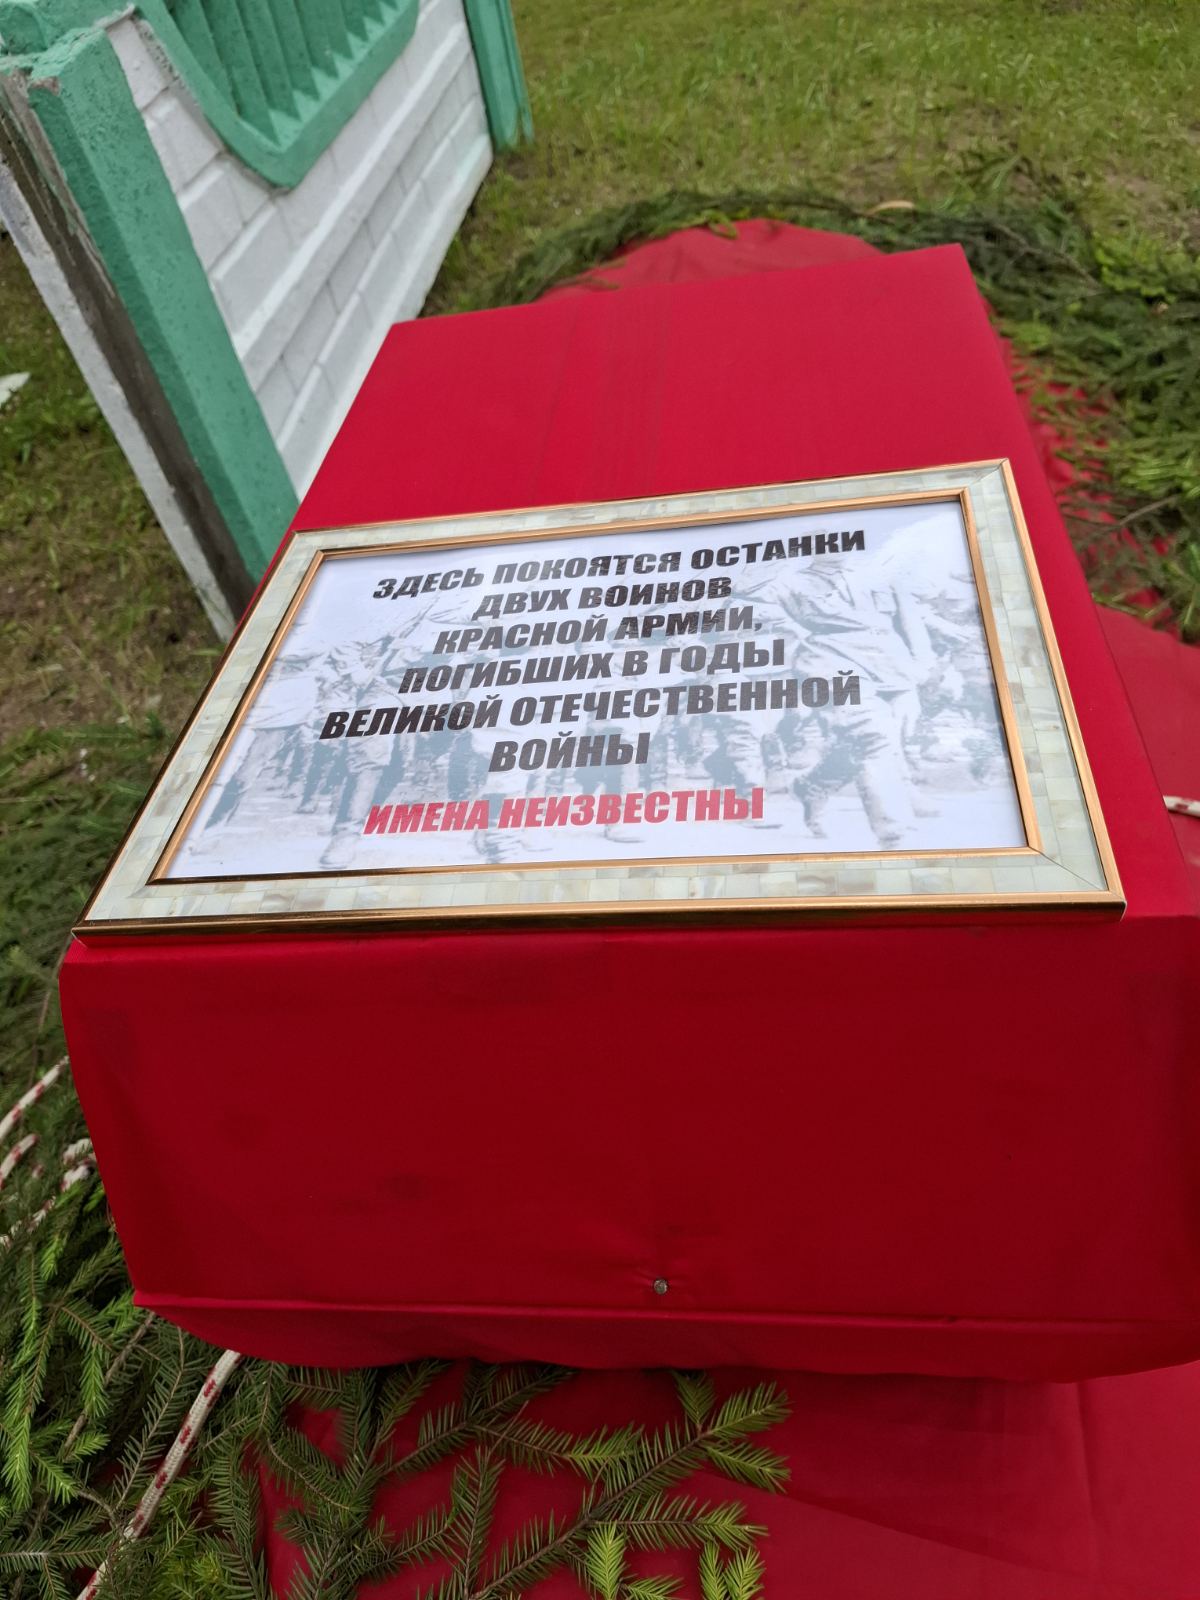 ЗДЕСЬ ПОКОЯТСЯ ОСТАНКИ
ДВУХ ВОИНОВ
КРАСНОЙ АРМИИ,
ПОГИБШИХ В ГОДЫ
ВЕЛИКОЙ ОТЕЧЕСТВЕННОЙ
ВОЙНЫ
ИМЕНА НЕИЗВЕСТНЫ